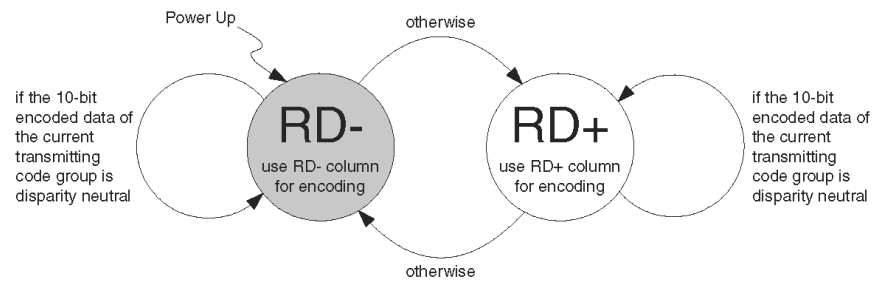 Power Up
otherwise
if the 10-bit
encoded data of
the current
transmitting
code group is
disparity neutral
RD-
use RD- column
for encoding
RD+
use RD+ column
for encoding
if the 10-bit
encoded data of
the current
transmitting
code group is
disparity neutral
otherwise